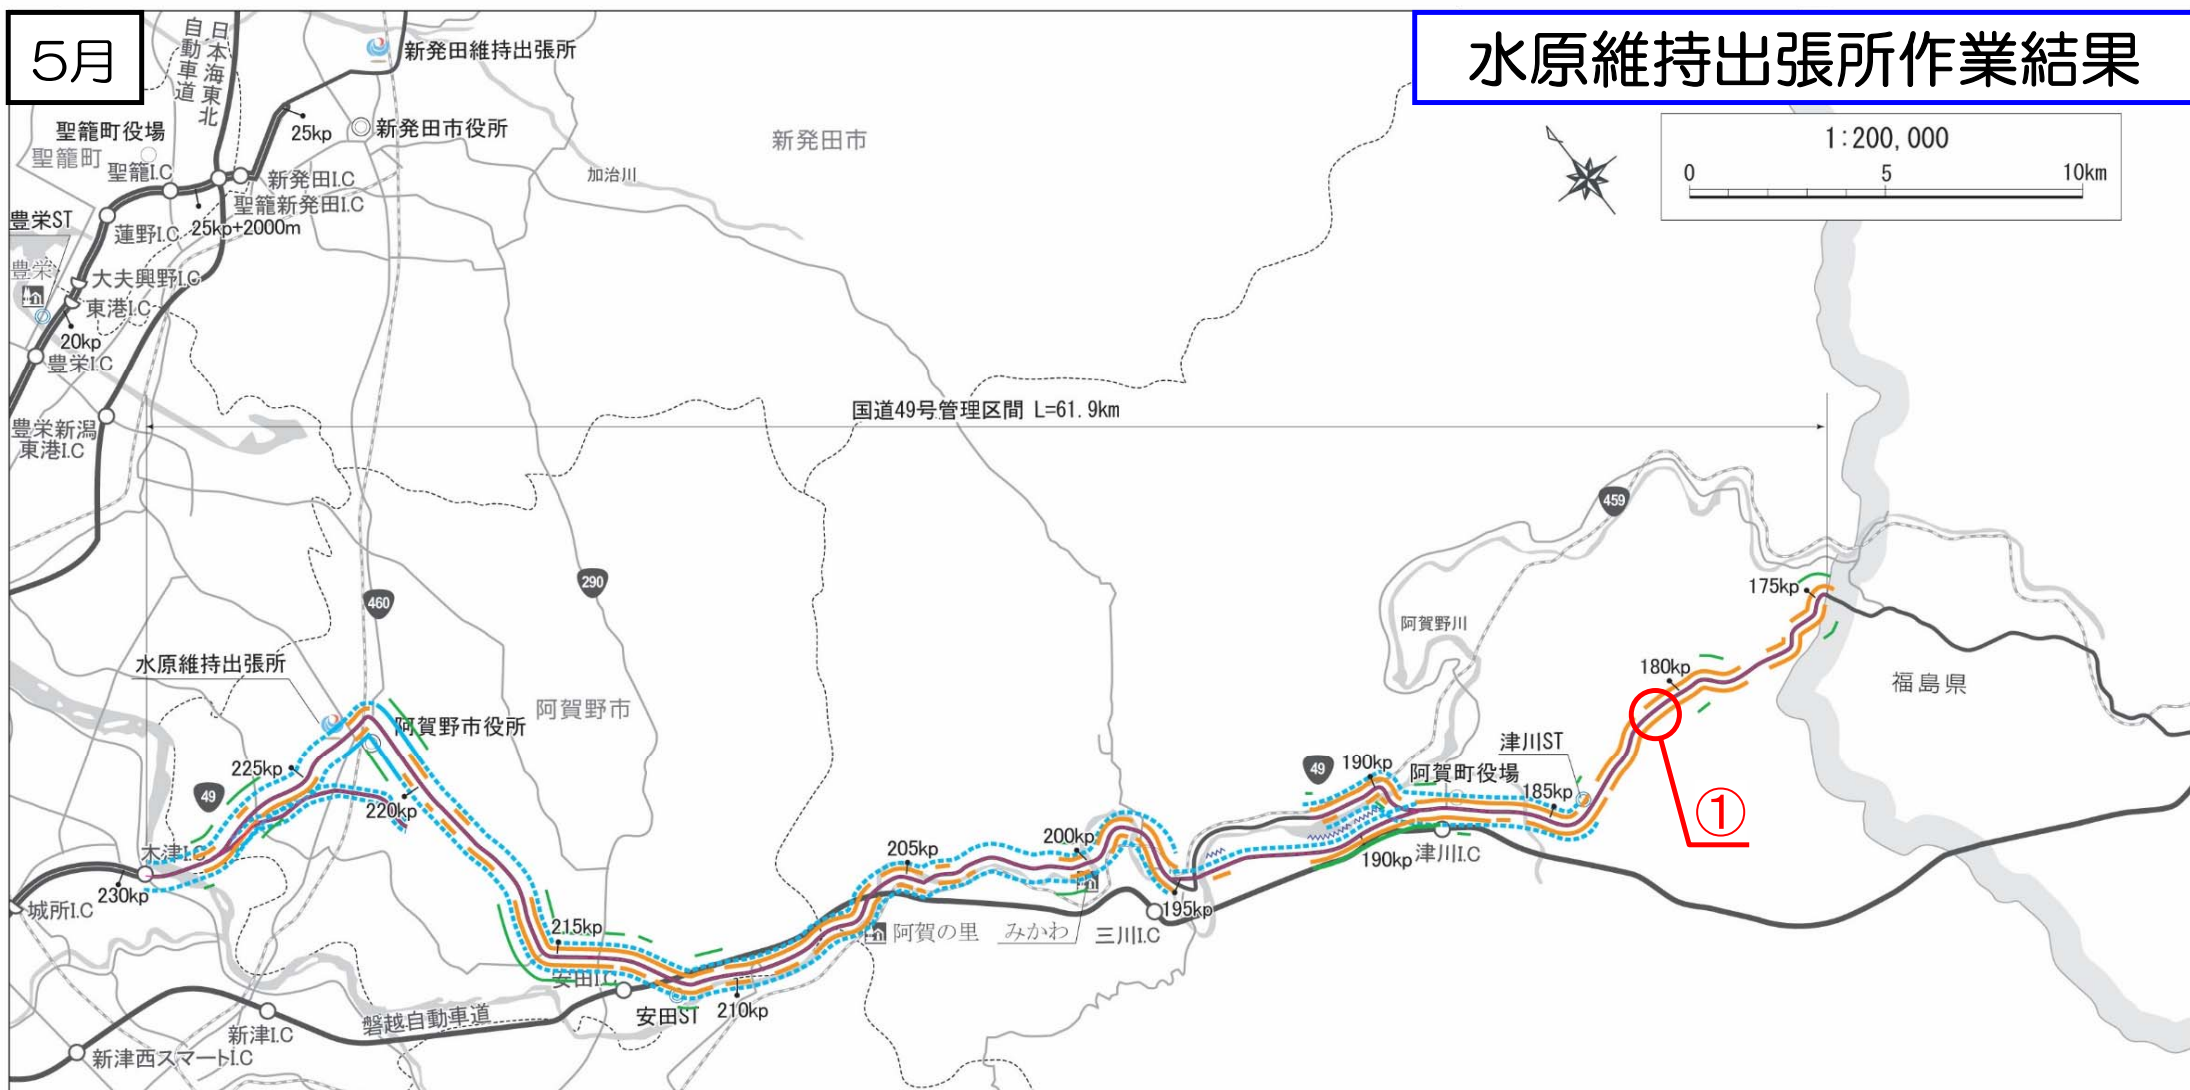 5月
水原維持出張所作業結果
1:200,000
0 5 10km
日本海東北
自動車道
新発田維持出張所
25kp
新発田市役所
新発田市
聖籠町役場
聖籠町
聖籠I.C
新発田I.C
聖籠新発田I.C
加治川
豊栄ST
蓮野I.C
25kp+2000m
豊栄
大夫興野I.C
東港I.C
20kp
豊栄I.C
豊栄新潟
東港I.C
国道49号管理区間 L=61.9km
459
290
460
175kp
阿賀野川
水原維持出張所
180kp
福島県
阿賀野市
阿賀野市役所
津川ST
225kp
49
190kp
49
阿賀町役場
185kp
220kp
①
200kp
205kp
木津I.C
190kp
津川I.C
230kp
城所I.C
195kp
215kp
阿賀の里
みかわ
三川I.C
安田I.C
安田ST
210kp
磐越自動車道
新津I.C
新津西スマートI.C